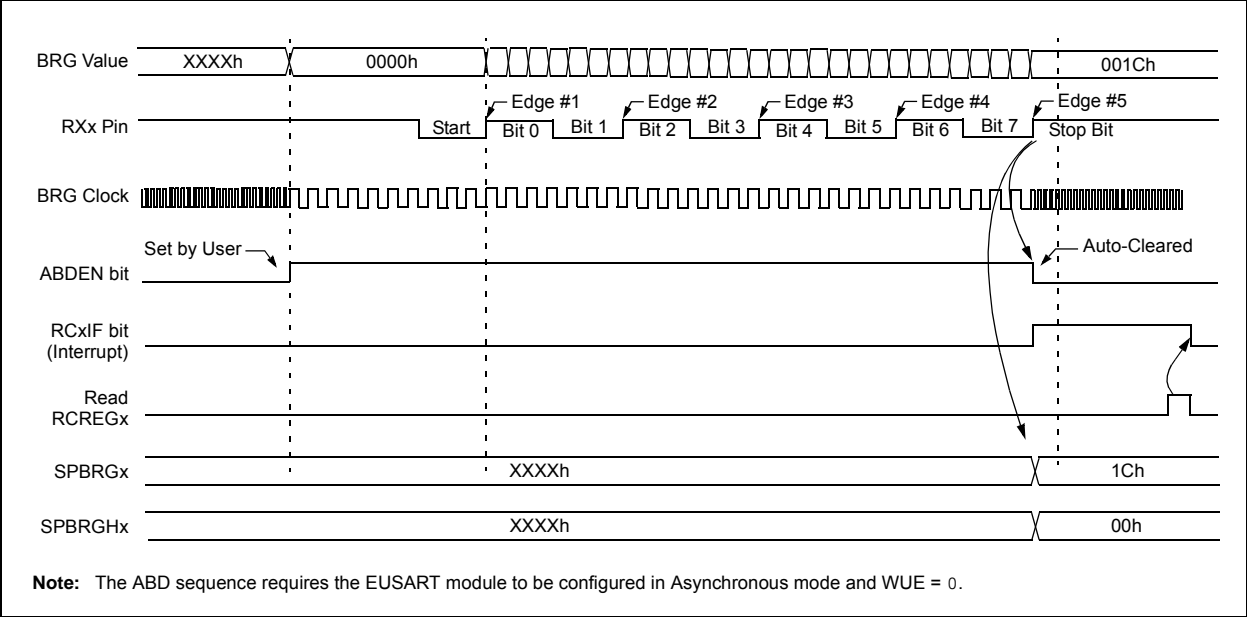 BRG Value XXXXh 0000h 001Ch
Edge #1 Edge #2 Edge #3 Edge #4 Edge #5
RXx Pin Start Bit 0 Bit 1 Bit 2 Bit 3 Bit 4 Bit 5 Bit 6 Bit 7 Stop Bit
BRG Clock
Set by User Auto-Cleared
ABDEN bit
RCxIF bit
(Interrupt)
Read
RCREGx
SPBRGx XXXXh 1Ch
SPBRGHx XXXXh 00h
Note: The ABD sequence requires the EUSART module to be configured in Asynchronous mode and WUE = 0.